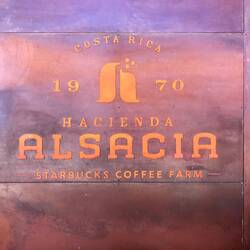 COSTA RICA
19 70
HACIENDA
ALSACIA
STARBUCKS COFFEE FARM